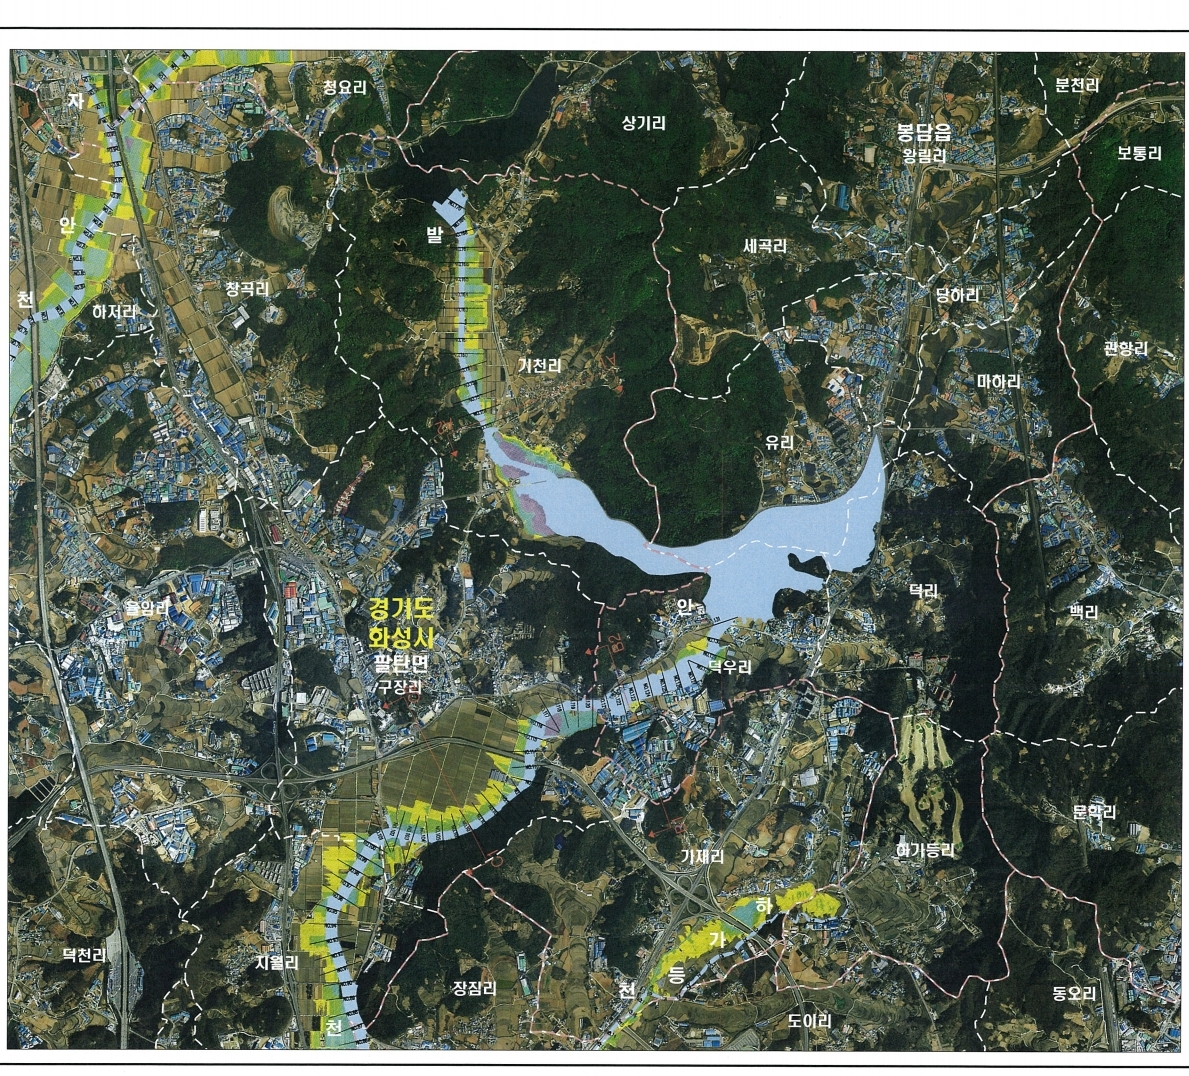 자
안
천
청요리
상기리
분천리
봉담읍
왕림리
보통리
발
세곡리
창곡리
하저리
당하리
관항리
기천리
마하리
유리
율암리
경기도
화성시
팔탄면
구장리
안
덕리
백리
덕우리
문학리
가재리
하기등리
하
가
등
천
덕천리
지월리
장짐리
동오리
도이리
천